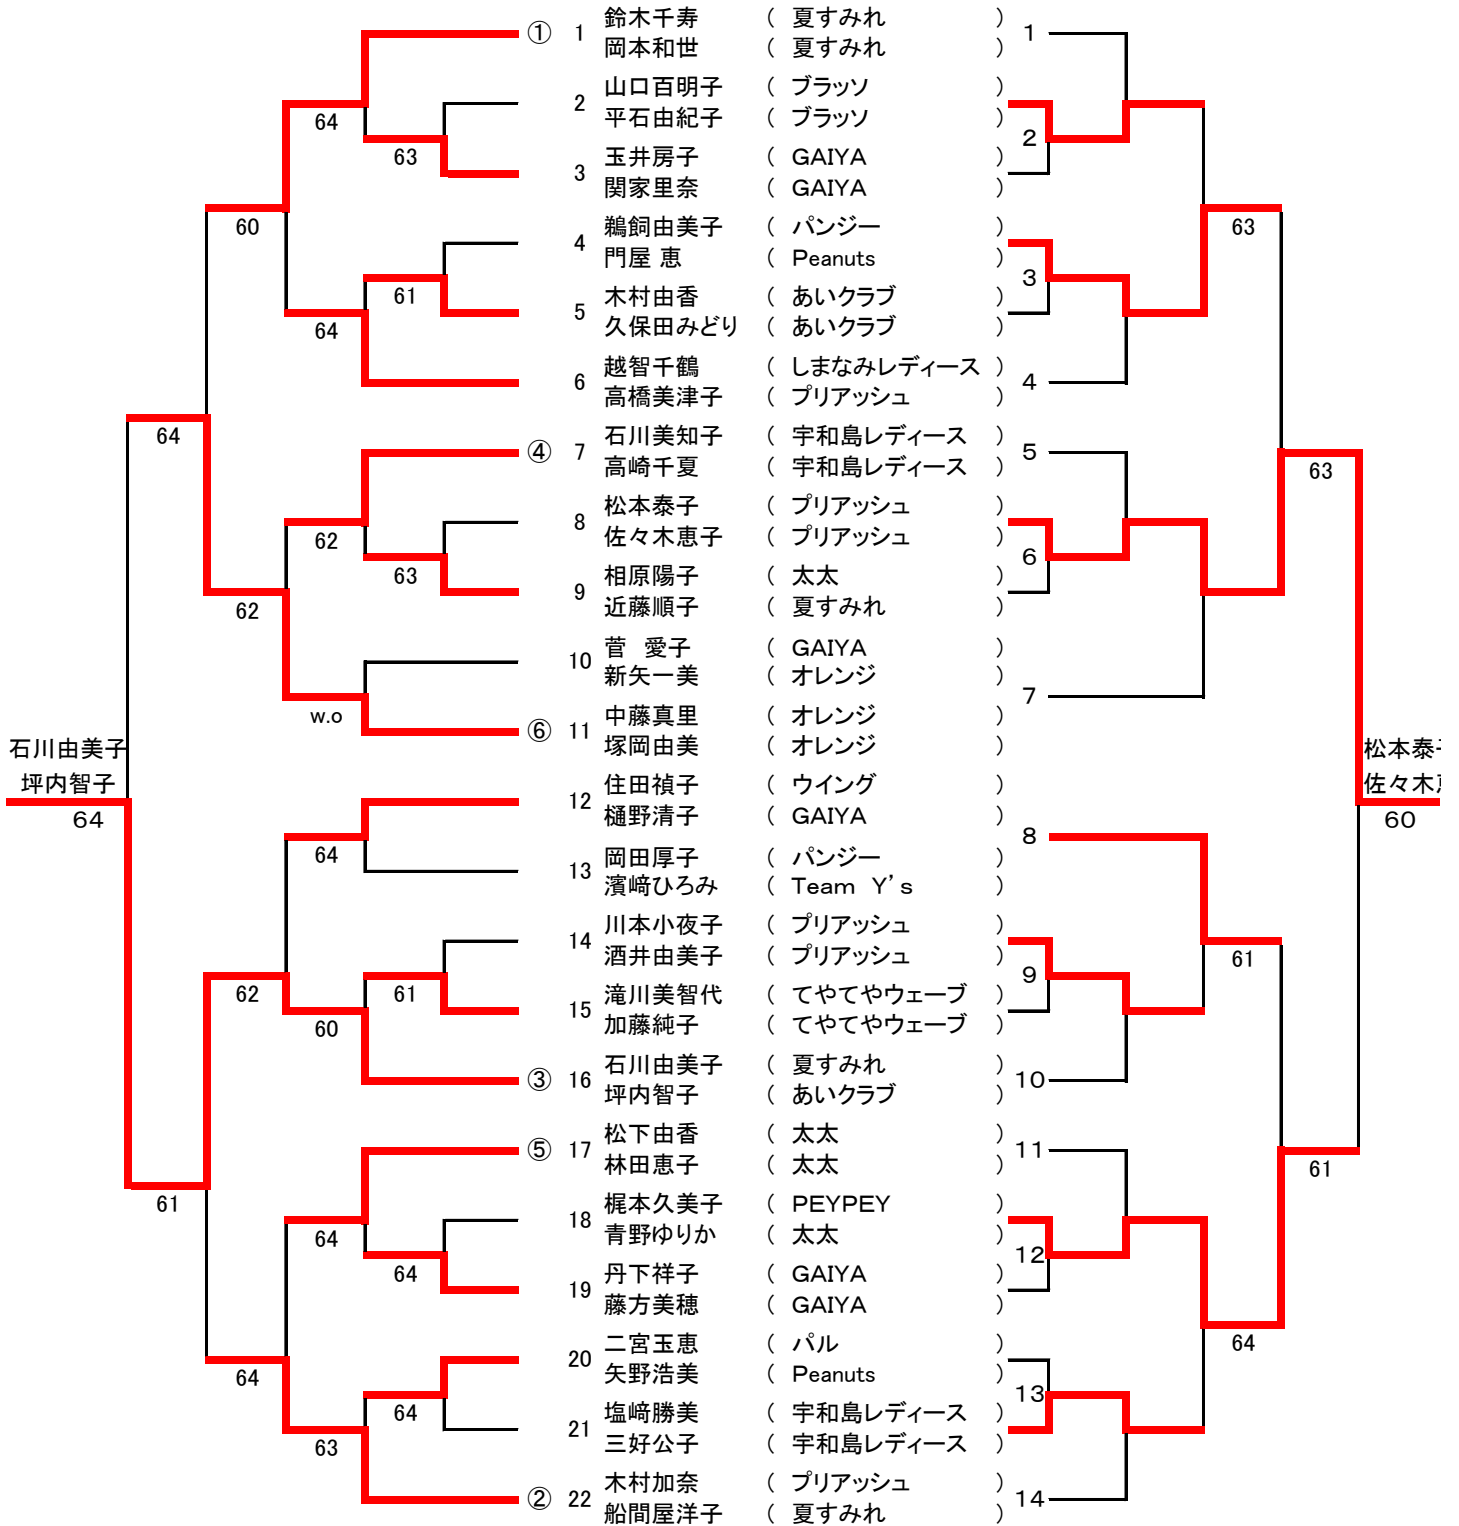 鈴木千寿 ( 夏すみれ )
① 1 1
岡本和世 ( 夏すみれ )
山口百明子 ( ブラッソ )
2
64 平石由紀子 ( ブラッソ )
2
63 玉井房子 ( GAIYA )
3
関家里奈 ( GAIYA )
60 鵜飼由美子 ( パンジー ) 63
4
門屋 恵 ( Peanuts )
3
61 木村由香 ( あいクラブ )
5
64 久保田みどり ( あいクラブ )
越智千鶴 ( しまなみレディース )
6 4
高橋美津子 ( プリアッシュ )
64 石川美知子 ( 宇和島レディース )
④ 7 5
高崎千夏 ( 宇和島レディース ) 63
松本泰子 ( プリアッシュ )
8
62 佐々木恵子 ( プリアッシュ )
6
63 相原陽子 ( 太太 )
9
62 近藤順子 ( 夏すみれ )
菅 愛子 ( GAIYA )
10
新矢一美 ( オレンジ )
7
w.o 中藤真里 ( オレンジ )
⑥ 11
石川由美子 塚岡由美 ( オレンジ ) 松本泰
坪内智子 住田禎子 ( ウイング ) 佐々木
12
64 樋野清子 ( GAIYA ) 60
8
64 岡田厚子 ( パンジー )
13
濱﨑ひろみ ( Team Y's )
川本小夜子 ( プリアッシュ )
14
酒井由美子 ( プリアッシュ ) 61
9
62 61 滝川美智代 ( てやてやウェーブ )
15
60 加藤純子 ( てやてやウェーブ )
石川由美子 ( 夏すみれ )
③ 16 10
坪内智子 ( あいクラブ )
松下由香 ( 太太 )
⑤ 17 11
林田恵子 ( 太太 ) 61
61 梶本久美子 ( PEYPEY )
18
64 青野ゆりか ( 太太 )
12
64 丹下祥子 ( GAIYA )
19
藤方美穂 ( GAIYA )
二宮玉恵 ( パル ) 64
20
64 矢野浩美 ( Peanuts )
13
64 塩﨑勝美 ( 宇和島レディース )
21
63 三好公子 ( 宇和島レディース )
木村加奈 ( プリアッシュ )
② 22 14
船間屋洋子 ( 夏すみれ )